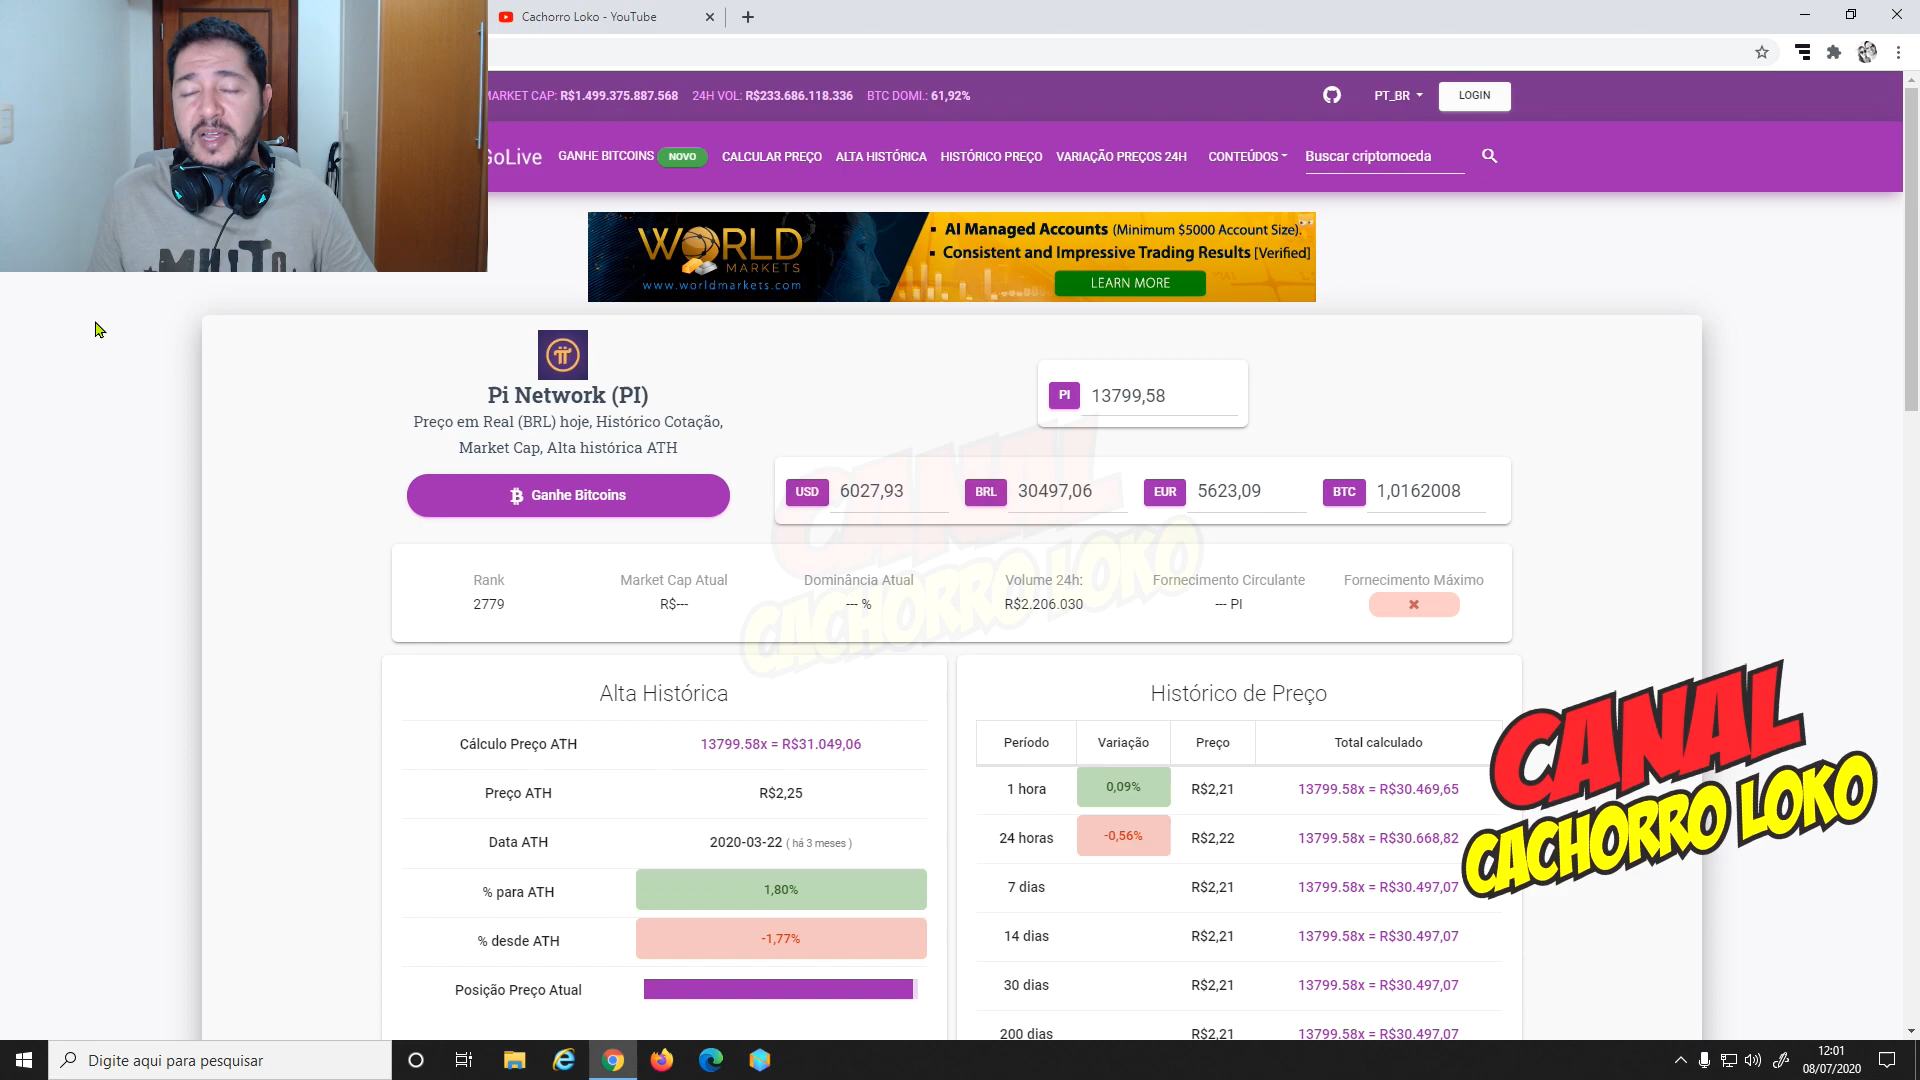 Cachorro Loko - YouTube
MARKET CAP: R$1.499.375.887.568 24H VOL: R$233.686.118.336 BTC DOMI.: 61,92%
PT_BR
LOGIN
GoLive
GANHE BITCOINS NOVO
CALCULAR PREÇO
ALTA HISTÓRICA
HISTÓRICO PREÇO
VARIAÇÃO PREÇOS 24H
CONTEÚDOS
Buscar criptomoeda
WORLD
MARKETS
www.worldmarkets.com
▪ AI Managed Accounts (Minimum $5000 Account Size).
▪ Consistent and Impressive Trading Results [Verified]
LEARN MORE
Pi Network (PI)
Preço em Real (BRL) hoje, Histórico Cotação,
Market Cap, Alta histórica ATH
Ganhe Bitcoins
PI 13799,58
USD 6027,93 BRL 30497,06 EUR 5623,09 BTC 1,0162008
Rank Market Cap Atual Dominância Atual Volume 24h: Fornecimento Circulante Fornecimento Máximo
2779 R$--- --- % R$2.206.030 --- PI
Alta Histórica
Cálculo Preço ATH 13799.58x = R$31.049,06
Preço ATH R$2,25
Data ATH 2020-03-22 ( há 3 meses )
% para ATH 1,80%
% desde ATH -1,77%
Posição Preço Atual
Histórico de Preço
Período Variação Preço Total calculado
1 hora 0,09% R$2,21 13799.58x = R$30.469,65
24 horas -0,56% R$2,22 13799.58x = R$30.668,82
7 dias R$2,21 13799.58x = R$30.497,07
14 dias R$2,21 13799.58x = R$30.497,07
30 dias R$2,21 13799.58x = R$30.497,07
200 dias R$2,21 13799.58x = R$30.497,07
CANAL
CACHORRO LOKO
CANAL
CACHORRO LOKO
Digite aqui para pesquisar
12:01
08/07/2020